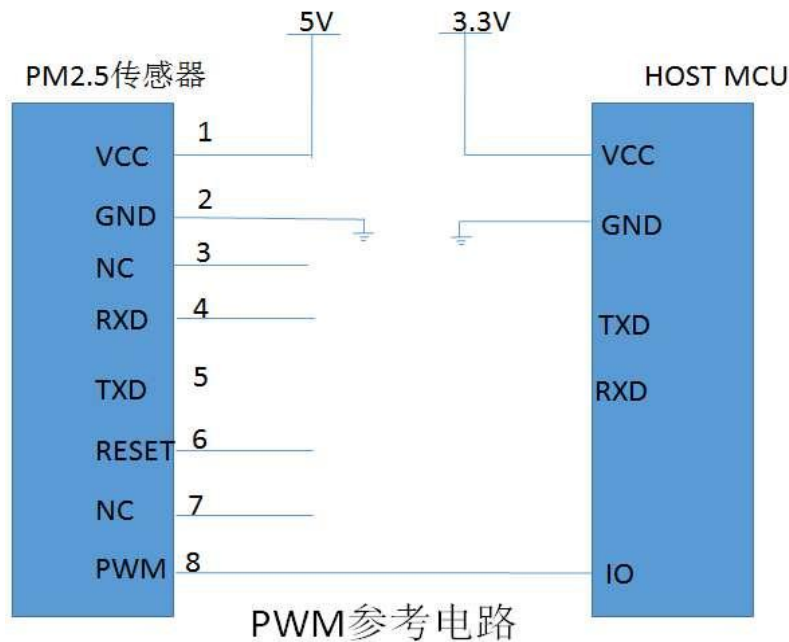 5V
3.3V
PM2.5传感器
HOST MCU
VCC 1
GND 2
NC 3
RXD 4
TXD 5
RESET 6
NC 7
PWM 8
VCC
GND
TXD
RXD
IO
PWM参考电路